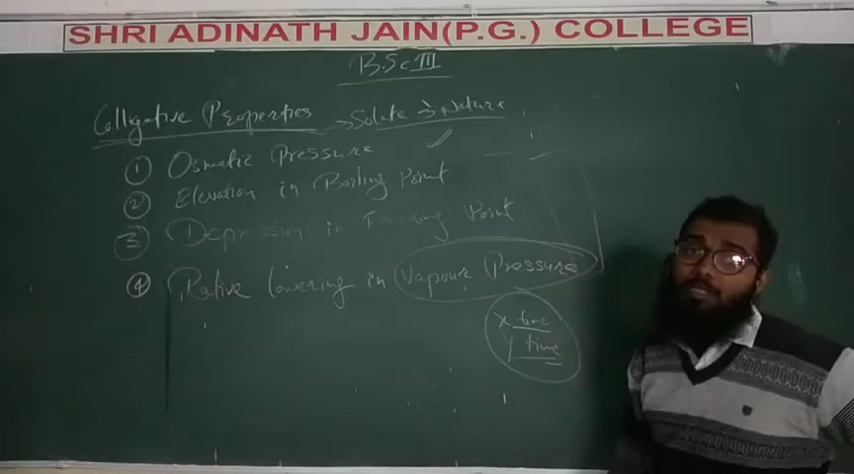 SHRI ADINATH JAIN(P.G.) COLLEGE
B.Sc III
Colligative Properties → Solute → Nature
① Osmotic Pressure
② Elevation in Boiling Point
③ Depression in Freezing Point
④ Rative lowering in Vapour Pressure
x time
y time